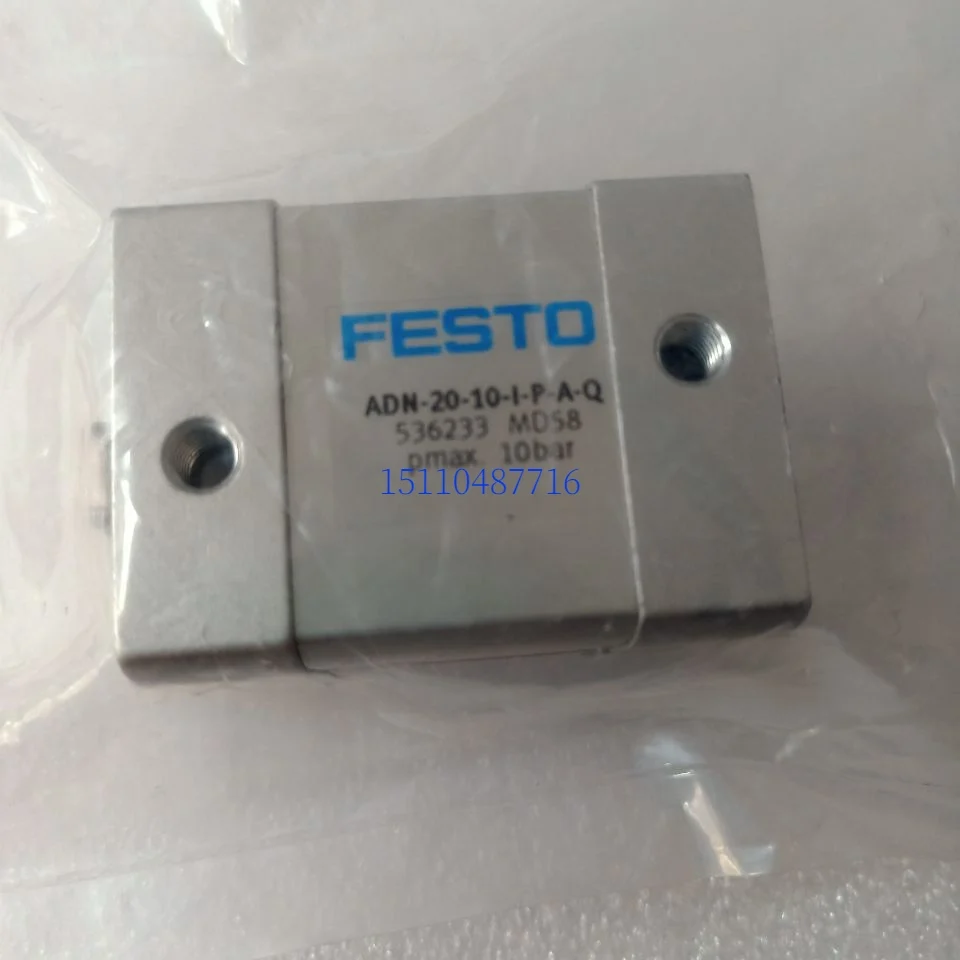 FESTO
ADN-20-10-I-P-A-Q
536233 MD58
pmax. 10bar
15110487716